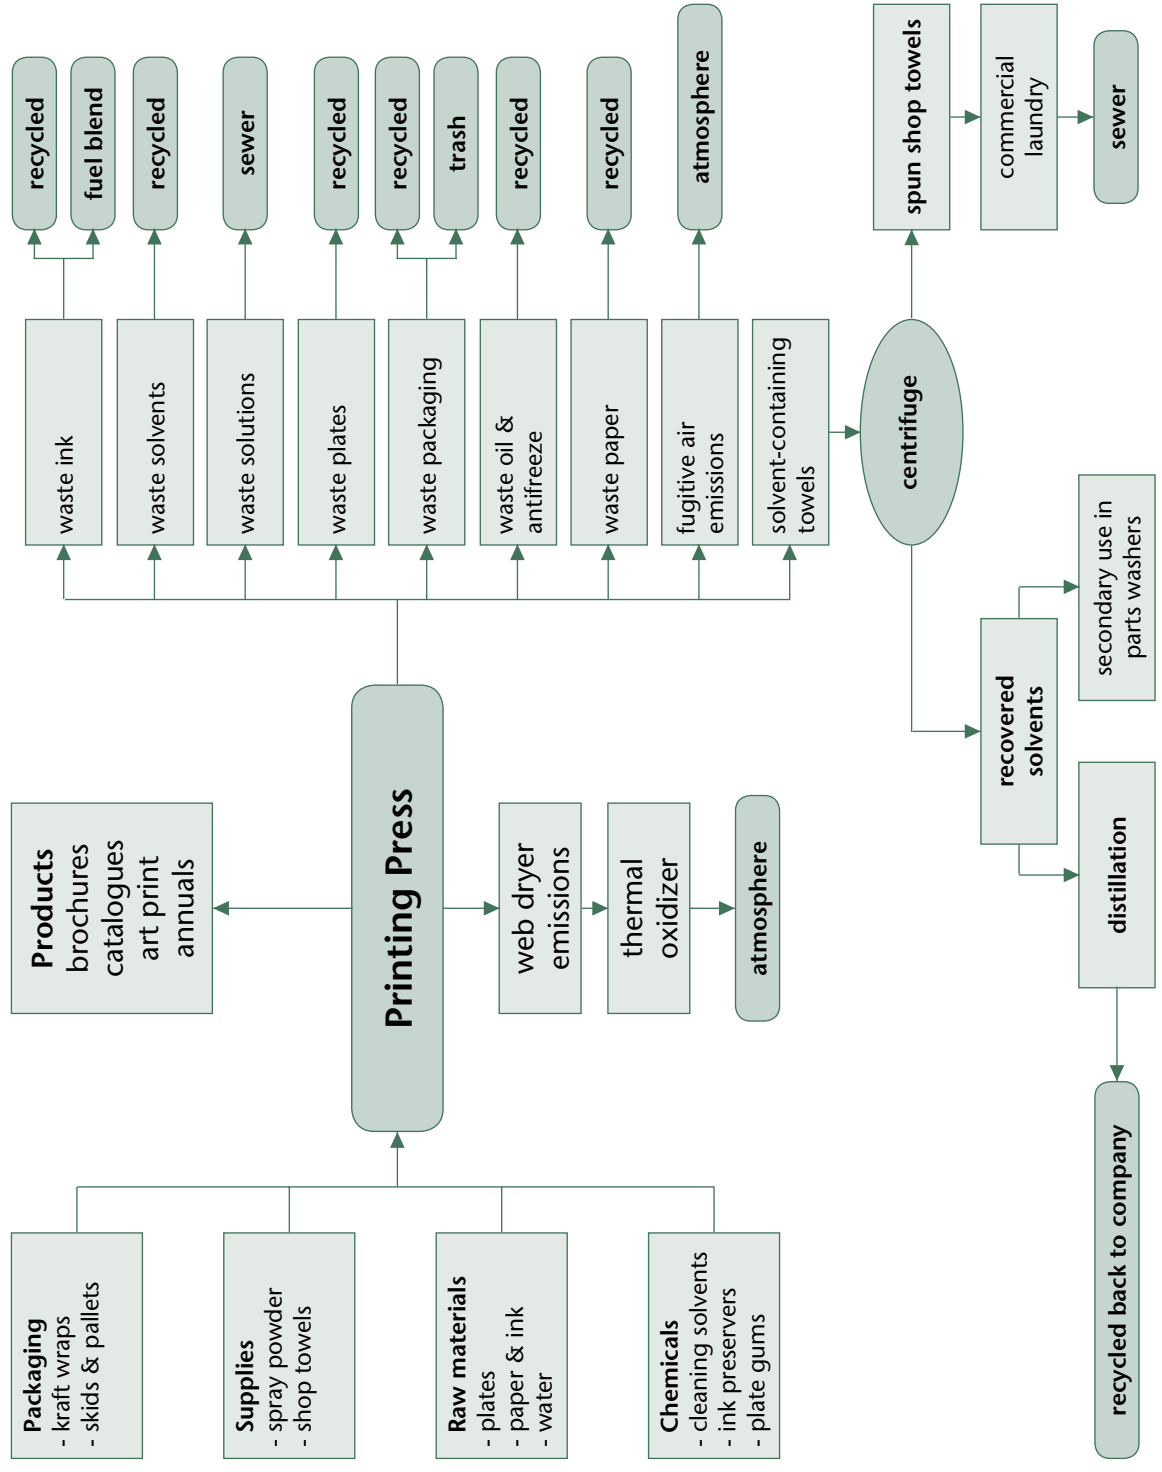 Packaging
- kraft wraps
- skids & pallets
Supplies
- spray powder
- shop towels
Raw materials
- plates
- paper & ink
- water
Chemicals
- cleaning solvents
- ink preservers
- plate gums
Products
brochures
catalogues
art print
annuals
Printing Press
web dryer
emissions
thermal
oxidizer
atmosphere
waste ink
recycled
fuel blend
waste solvents
recycled
waste solutions
sewer
waste plates
recycled
waste packaging
recycled
trash
waste oil &
antifreeze
recycled
waste paper
recycled
fugitive air
emissions
atmosphere
solvent-containing
towels
centrifuge
spun shop towels
commercial
laundry
sewer
recovered
solvents
secondary use in
parts washers
distillation
recycled back to company